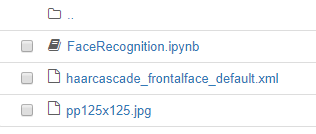 ..
FaceRecognition.ipynb
haarcascade_frontalface_default.xml
pp125x125.jpg